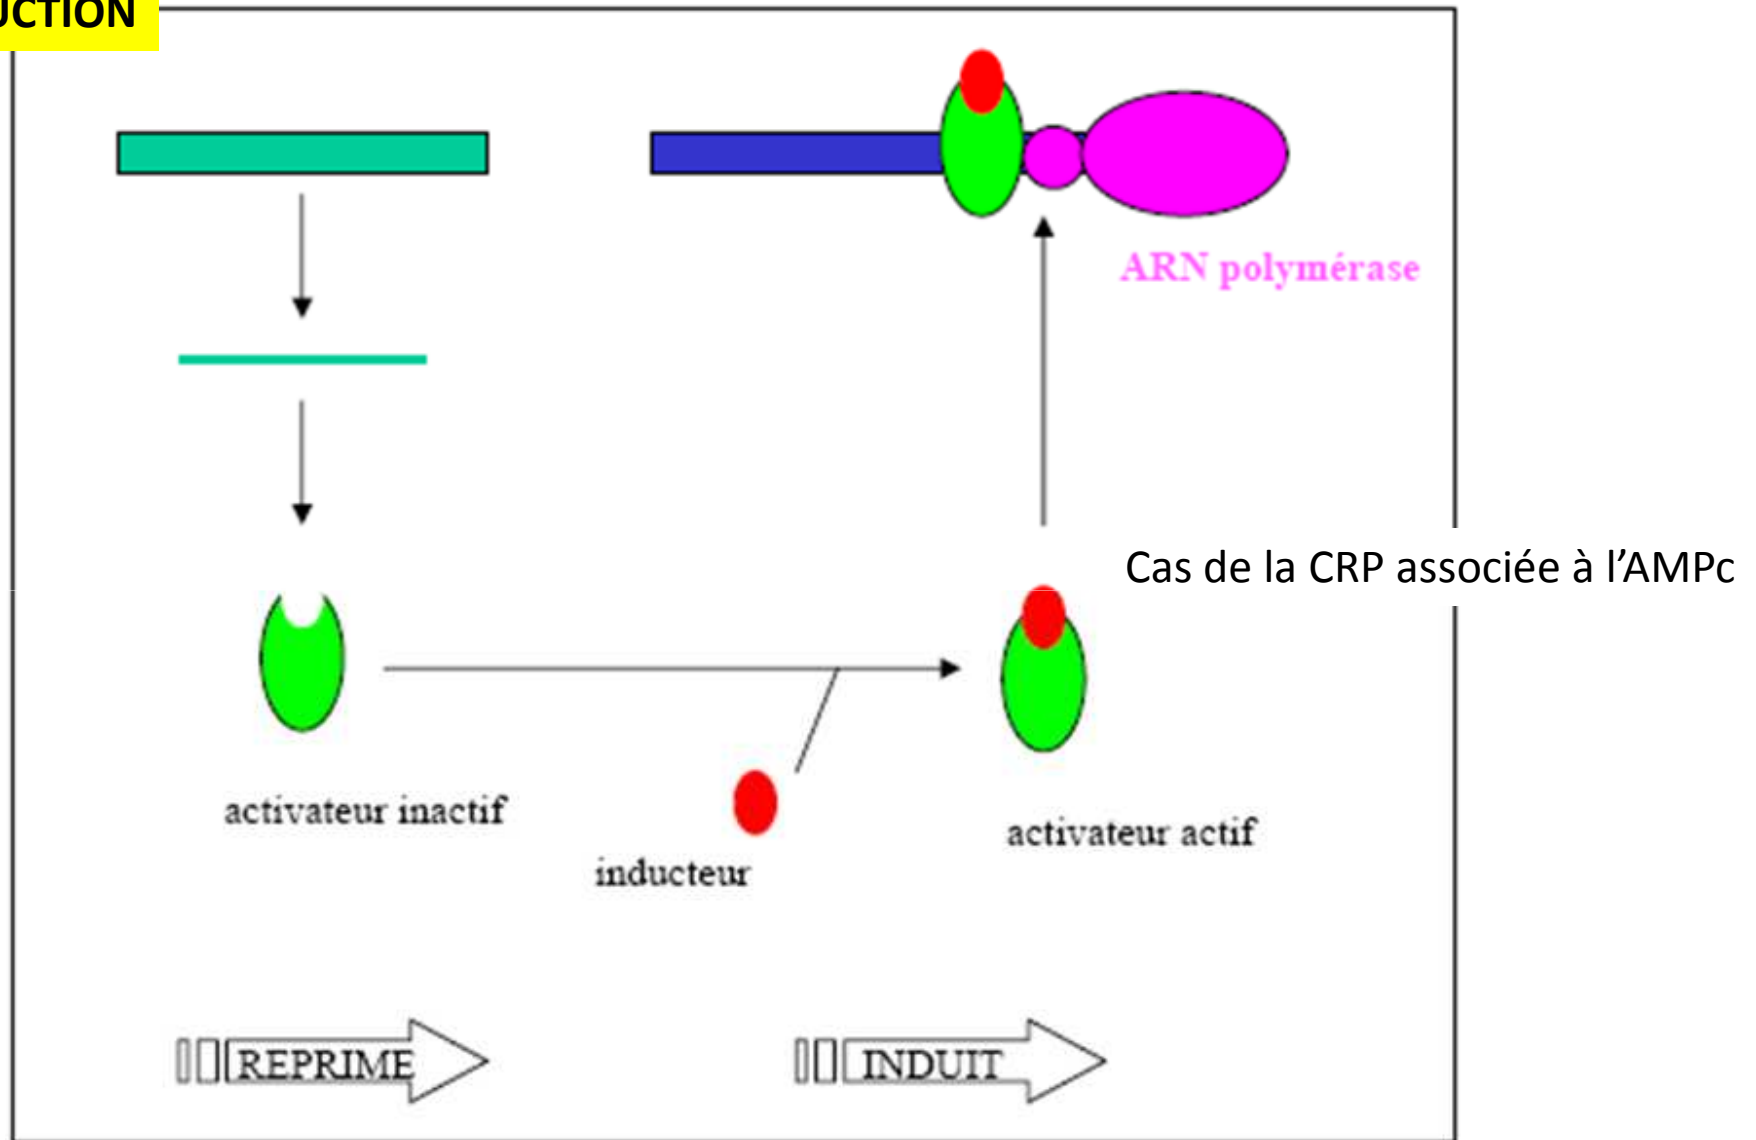 UCTION
ARN polymérase
Cas de la CRP associée à l’AMPc
activateur inactif
inducteur
activateur actif
REPRIME
INDUIT